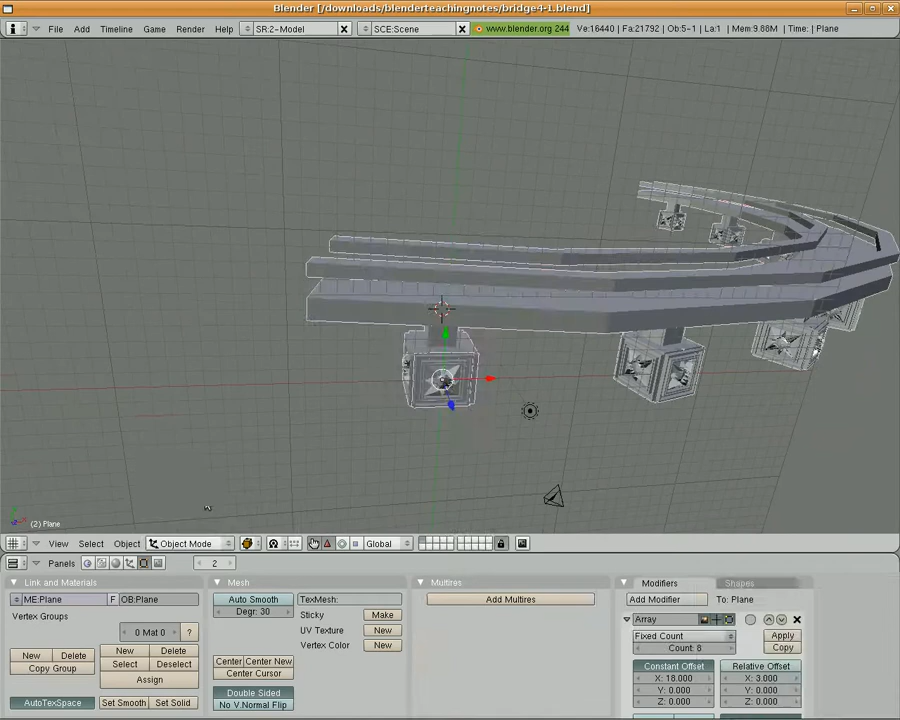 Blender [/downloads/blenderteachingnotes/bridge4-1.blend]
File Add Timeline Game Render Help SR:2-Model SCE:Scene www.blender.org 244 Ve:16440 | Fa:21792 | Ob:5-1 | La:1 | Mem:9.88M | Time: | Plane
(2) Plane
View Select Object Object Mode Global
Panels 2
Link and Materials Mesh Multires Modifiers Shapes
ME:Plane F OB:Plane Auto Smooth TexMesh: Add Multires Add Modifier To: Plane
Degr: 30
Vertex Groups Sticky Make Array
UV Texture New Fixed Count Apply
0 Mat 0 ? Vertex Color New Count: 8 Copy
New Delete New Delete Center Center New Constant Offset Relative Offset
Copy Group Select Deselect Center Cursor X: 18.000 X: 3.000
Assign Y: 0.000 Y: 0.000
Double Sided
AutoTexSpace Set Smooth Set Solid No V.Normal Flip Z: 0.000 Z: 0.000